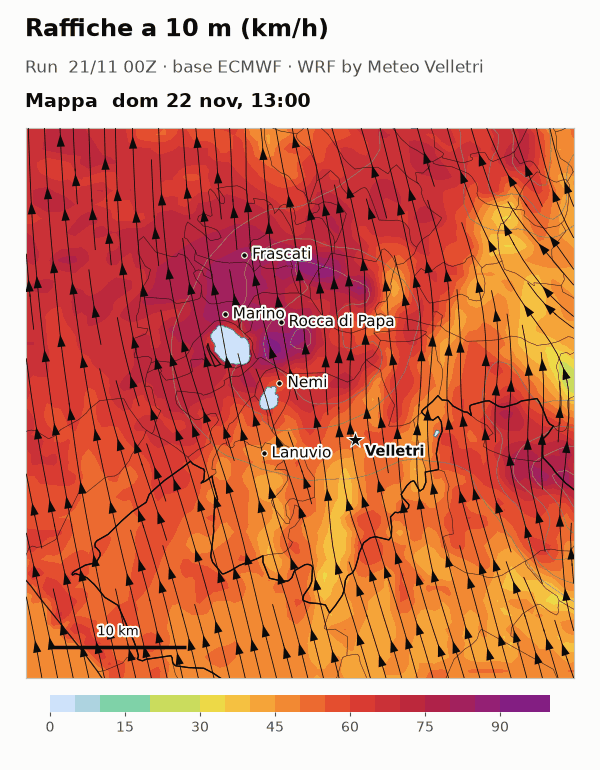 Raffiche a 10 m (km/h)
Run 21/11 00Z · base ECMWF · WRF by Meteo Velletri
Mappa dom 22 nov, 13:00
Frascati
Marino
Rocca di Papa
Nemi
Velletri
Lanuvio
10 km
0 15 30 45 60 75 90